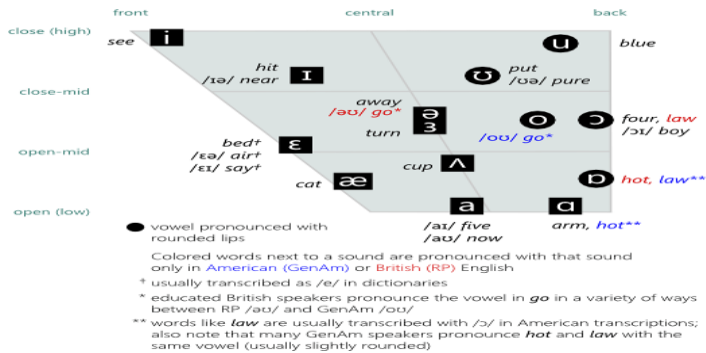 front central back
close (high)
see i u blue
hit
/ɪə/ near ɪ ʊ put
/ʊə/ pure
close-mid
away
/əʊ/ go* ə
turn ɜ
/oʊ/ go* o ɔ four, law
/ɔɪ/ boy
open-mid
bed†
/ɛə/ air†
/ɛɪ/ say† ɛ
cup ʌ
cat æ
ɒ hot, law**
open (low)
a ɑ
/aɪ/ five
/aʊ/ now
arm, hot**
vowel pronounced with
rounded lips
Colored words next to a sound are pronounced with that sound
only in American (GenAm) or British (RP) English
† usually transcribed as /e/ in dictionaries
* educated British speakers pronounce the vowel in go in a variety of ways
between RP /əʊ/ and GenAm /oʊ/
** words like law are usually transcribed with /ɔ/ in American transcriptions;
also note that many GenAm speakers pronounce hot and law with the
same vowel (usually slightly rounded)